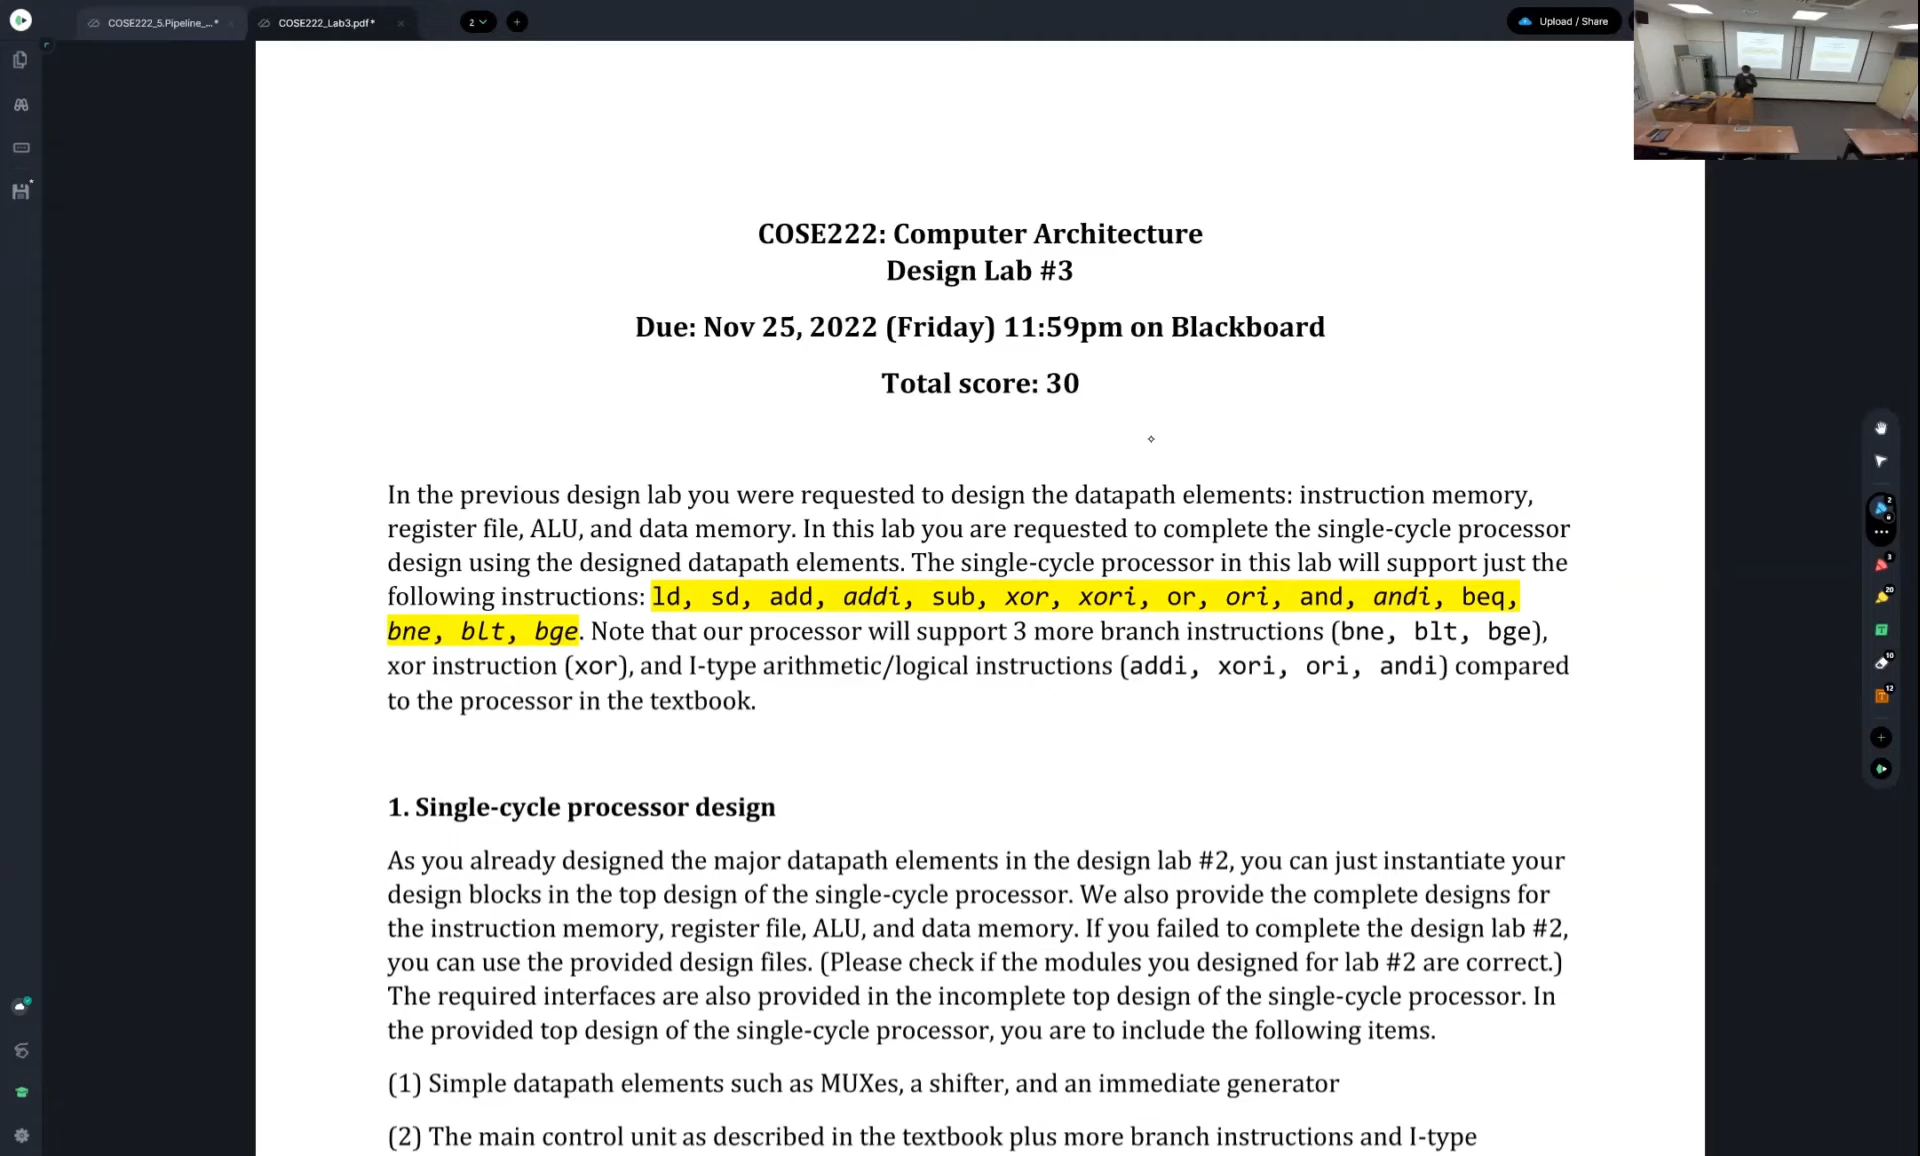 COSE222_5.Pipeline_...*
COSE222_Lab3.pdf*
2
Upload / Share
COSE222: Computer Architecture
Design Lab #3
Due: Nov 25, 2022 (Friday) 11:59pm on Blackboard
Total score: 30
In the previous design lab you were requested to design the datapath elements: instruction memory,
register file, ALU, and data memory. In this lab you are requested to complete the single-cycle processor
design using the designed datapath elements. The single-cycle processor in this lab will support just the
following instructions: ld, sd, add, addi, sub, xor, xori, or, ori, and, andi, beq,
bne, blt, bge. Note that our processor will support 3 more branch instructions (bne, blt, bge),
xor instruction (xor), and I-type arithmetic/logical instructions (addi, xori, ori, andi) compared
to the processor in the textbook.
1. Single-cycle processor design
As you already designed the major datapath elements in the design lab #2, you can just instantiate your
design blocks in the top design of the single-cycle processor. We also provide the complete designs for
the instruction memory, register file, ALU, and data memory. If you failed to complete the design lab #2,
you can use the provided design files. (Please check if the modules you designed for lab #2 are correct.)
The required interfaces are also provided in the incomplete top design of the single-cycle processor. In
the provided top design of the single-cycle processor, you are to include the following items.
(1) Simple datapath elements such as MUXes, a shifter, and an immediate generator
(2) The main control unit as described in the textbook plus more branch instructions and I-type
2
3
20
T
10
12